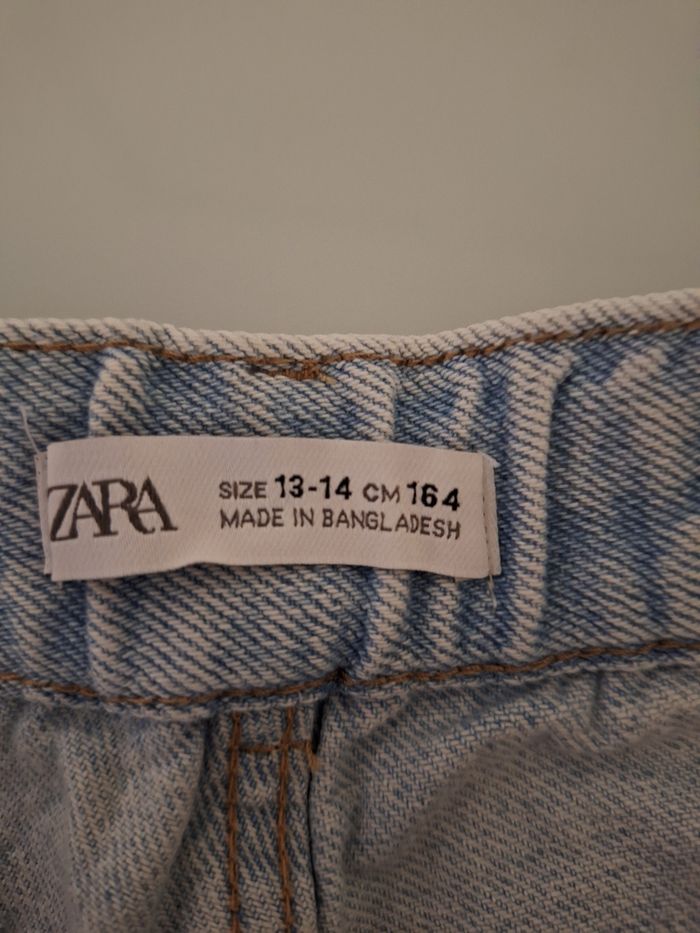 ZARA
SIZE 13-14 CM 164
MADE IN BANGLADESH